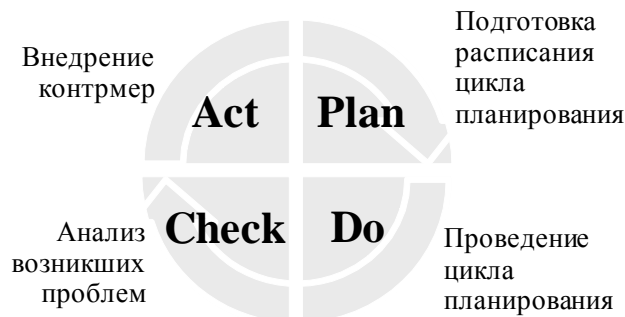 Внедрение
контрмер
Act
Plan
Подготовка
расписания
цикла
планирования
Анализ
возникших
проблем
Check
Do
Проведение
цикла
планирования